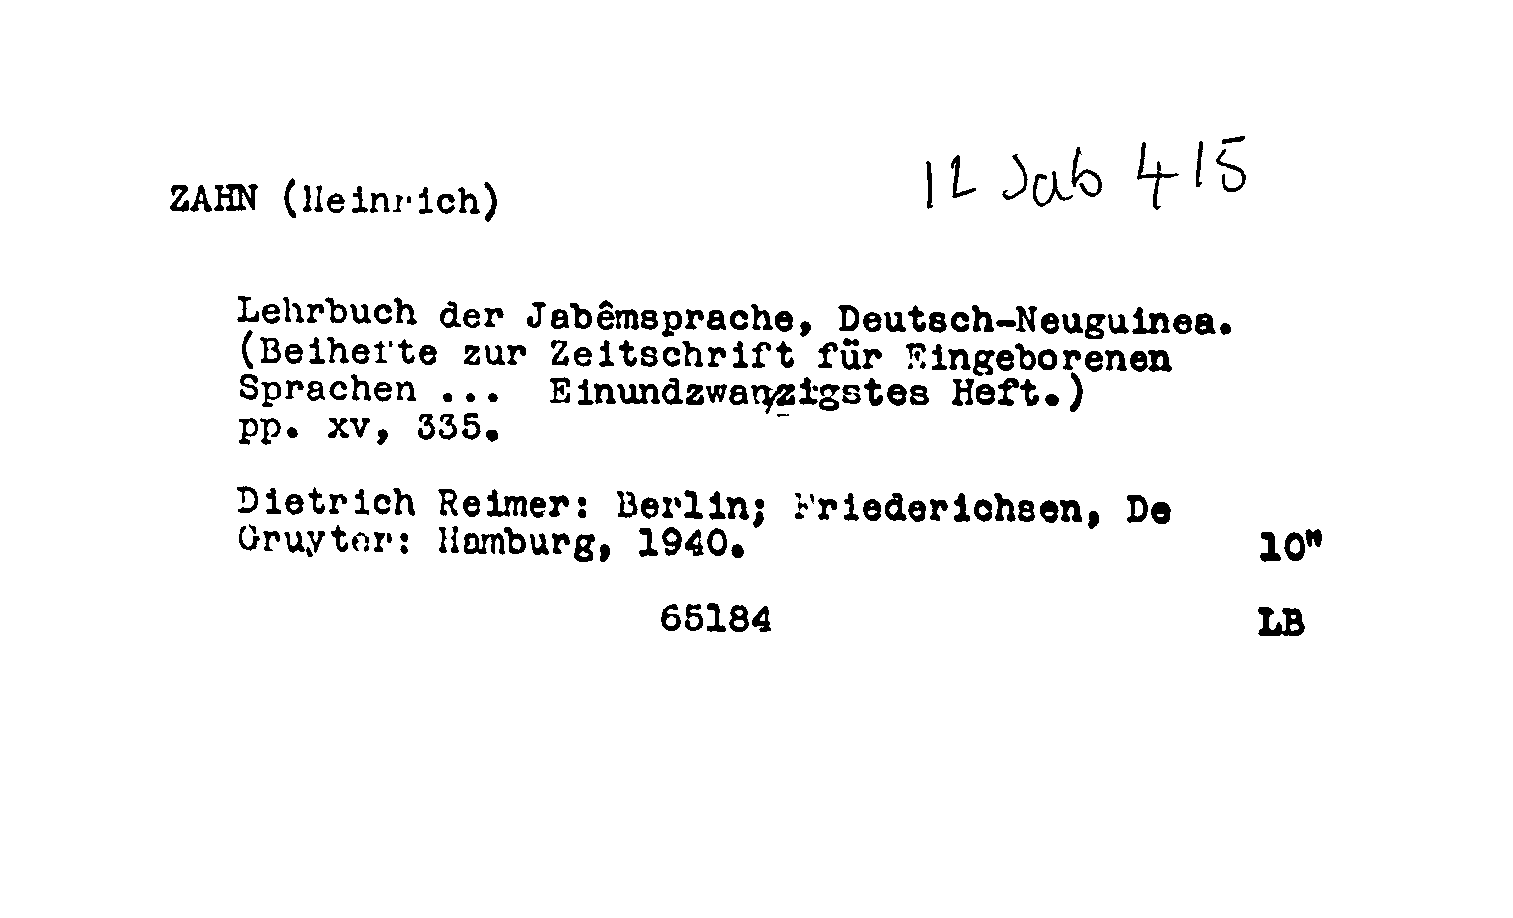 12 Jab 415
ZAHN (Heinrich)
Lehrbuch der Jabêmsprache, Deutsch-Neuguinea.
(Beihefte zur Zeitschrift für Eingeborenen
Sprachen ... Einundzwanzigstes Heft.)
pp. xv, 335.
Dietrich Reimer: Berlin; Friederichsen, De
Gruyter: Hamburg, 1940.
10"
65184
LB